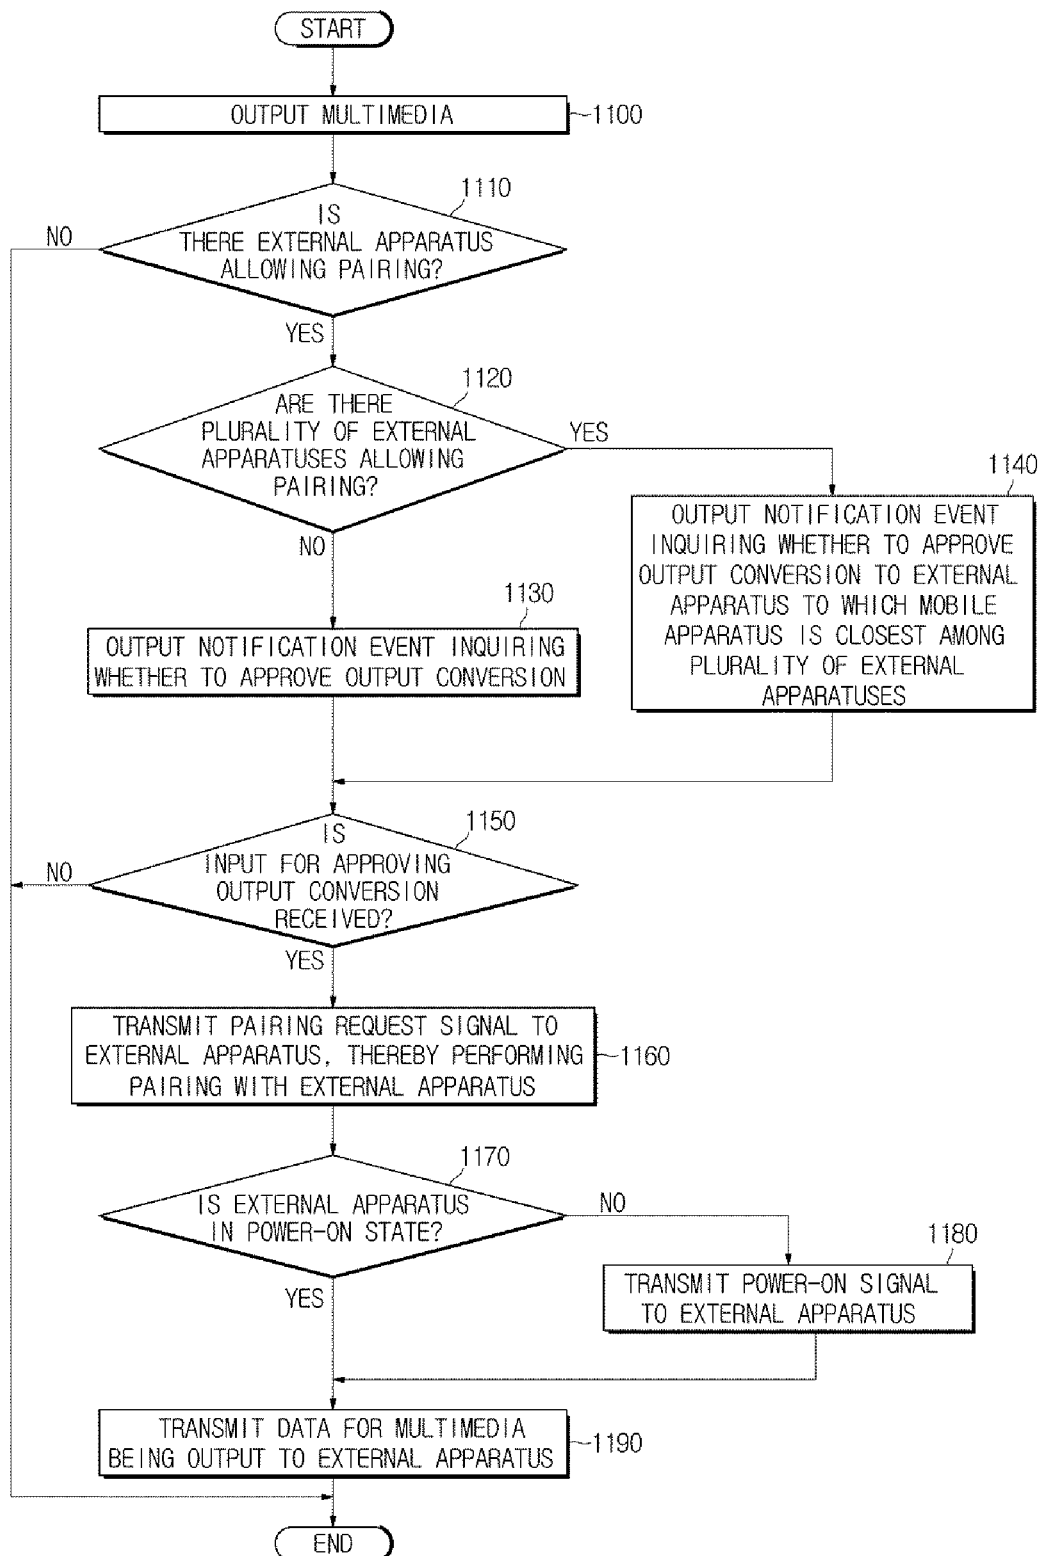 START
OUTPUT MULTIMEDIA
1100
1110
IS
THERE EXTERNAL APPARATUS
ALLOWING PAIRING?
NO
YES
1120
ARE THERE
PLURALITY OF EXTERNAL
APPARATUSES ALLOWING
PAIRING?
YES
NO
1140
OUTPUT NOTIFICATION EVENT
INQUIRING WHETHER TO APPROVE
OUTPUT CONVERSION TO EXTERNAL
APPARATUS TO WHICH MOBILE
APPARATUS IS CLOSEST AMONG
PLURALITY OF EXTERNAL
APPARATUSES
1130
OUTPUT NOTIFICATION EVENT INQUIRING
WHETHER TO APPROVE OUTPUT CONVERSION
1150
IS
INPUT FOR APPROVING
OUTPUT CONVERSION
RECEIVED?
NO
YES
TRANSMIT PAIRING REQUEST SIGNAL TO
EXTERNAL APPARATUS, THEREBY PERFORMING
PAIRING WITH EXTERNAL APPARATUS
1160
1170
IS EXTERNAL APPARATUS
IN POWER-ON STATE?
NO
YES
1180
TRANSMIT POWER-ON SIGNAL
TO EXTERNAL APPARATUS
TRANSMIT DATA FOR MULTIMEDIA
BEING OUTPUT TO EXTERNAL APPARATUS
1190
END